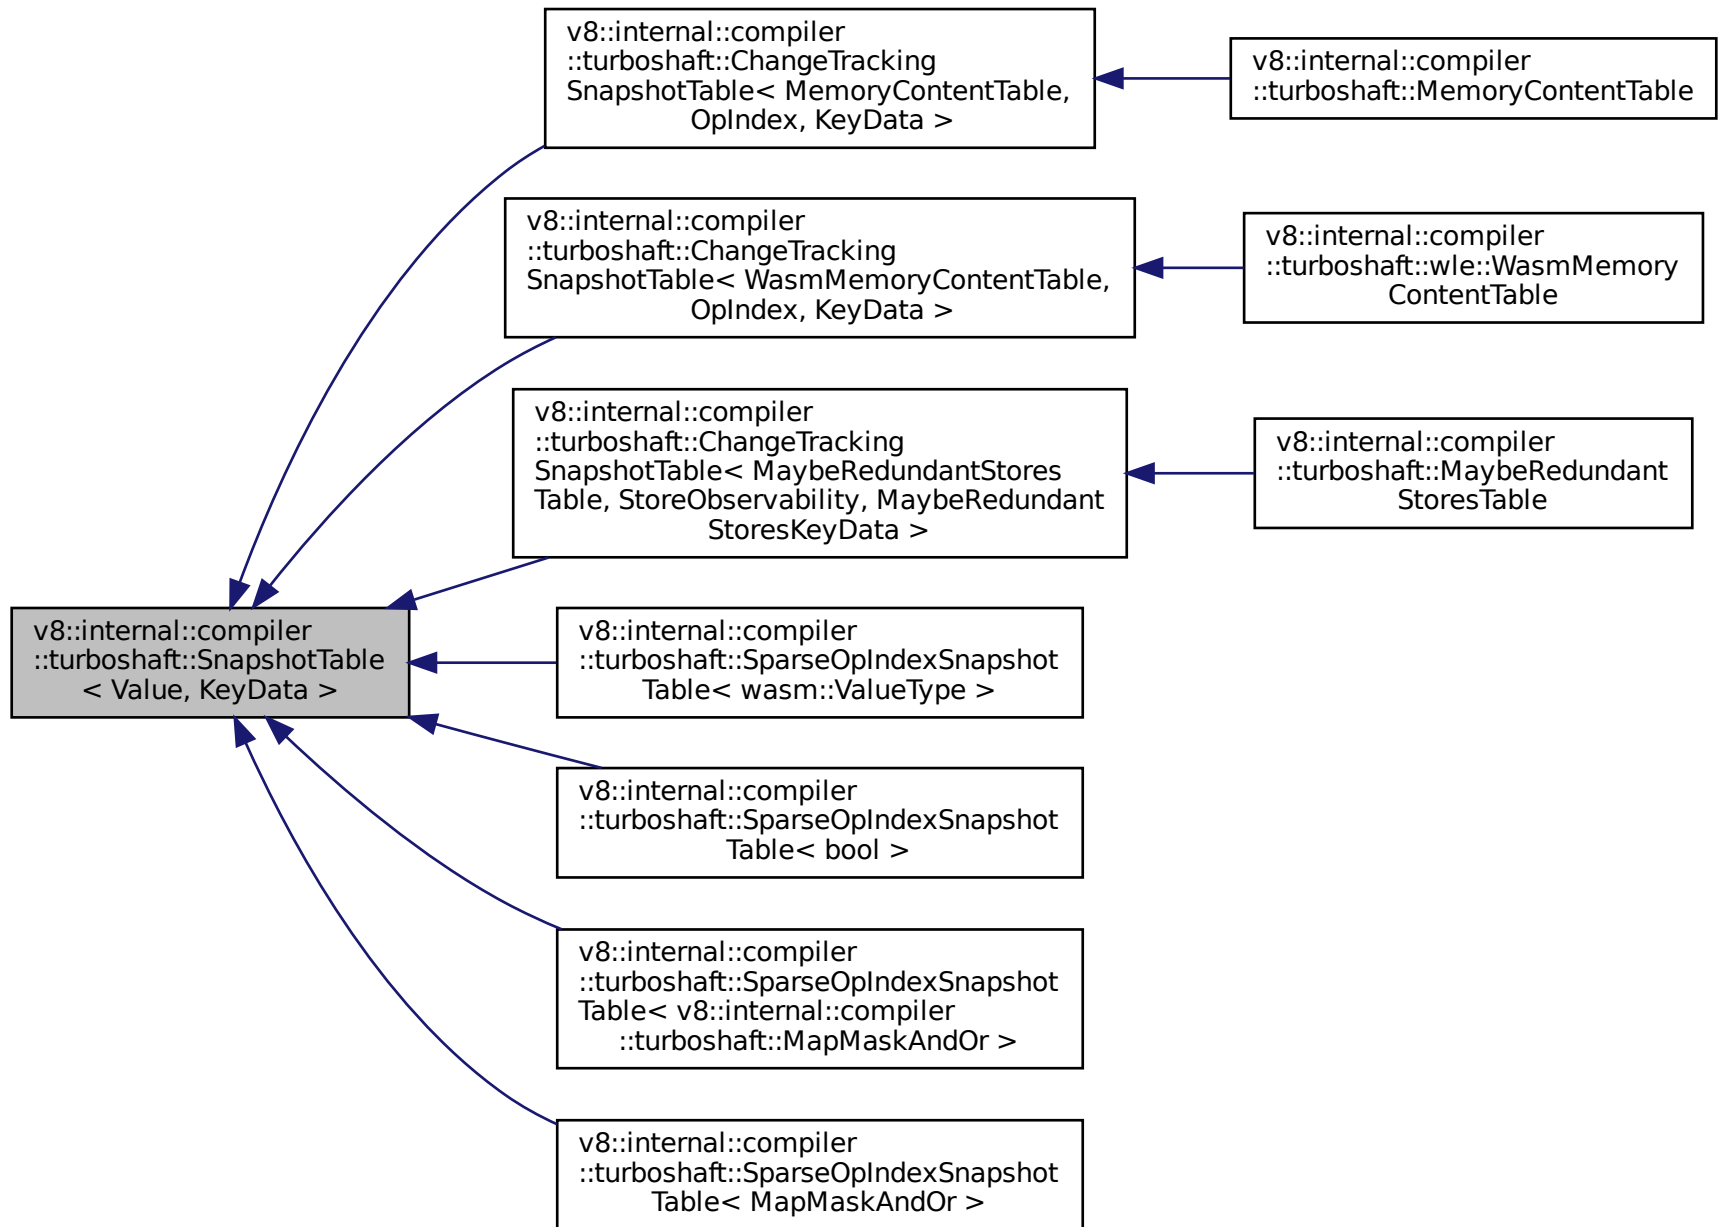 v8::internal::compiler
::turboshaft::ChangeTracking
SnapshotTable< MemoryContentTable,
OpIndex, KeyData >
v8::internal::compiler
::turboshaft::MemoryContentTable
v8::internal::compiler
::turboshaft::ChangeTracking
SnapshotTable< WasmMemoryContentTable,
OpIndex, KeyData >
v8::internal::compiler
::turboshaft::wle::WasmMemory
ContentTable
v8::internal::compiler
::turboshaft::ChangeTracking
SnapshotTable< MaybeRedundantStores
Table, StoreObservability, MaybeRedundant
StoresKeyData >
v8::internal::compiler
::turboshaft::MaybeRedundant
StoresTable
v8::internal::compiler
::turboshaft::SnapshotTable
< Value, KeyData >
v8::internal::compiler
::turboshaft::SparseOpIndexSnapshot
Table< wasm::ValueType >
v8::internal::compiler
::turboshaft::SparseOpIndexSnapshot
Table< bool >
v8::internal::compiler
::turboshaft::SparseOpIndexSnapshot
Table< v8::internal::compiler
::turboshaft::MapMaskAndOr >
v8::internal::compiler
::turboshaft::SparseOpIndexSnapshot
Table< MapMaskAndOr >